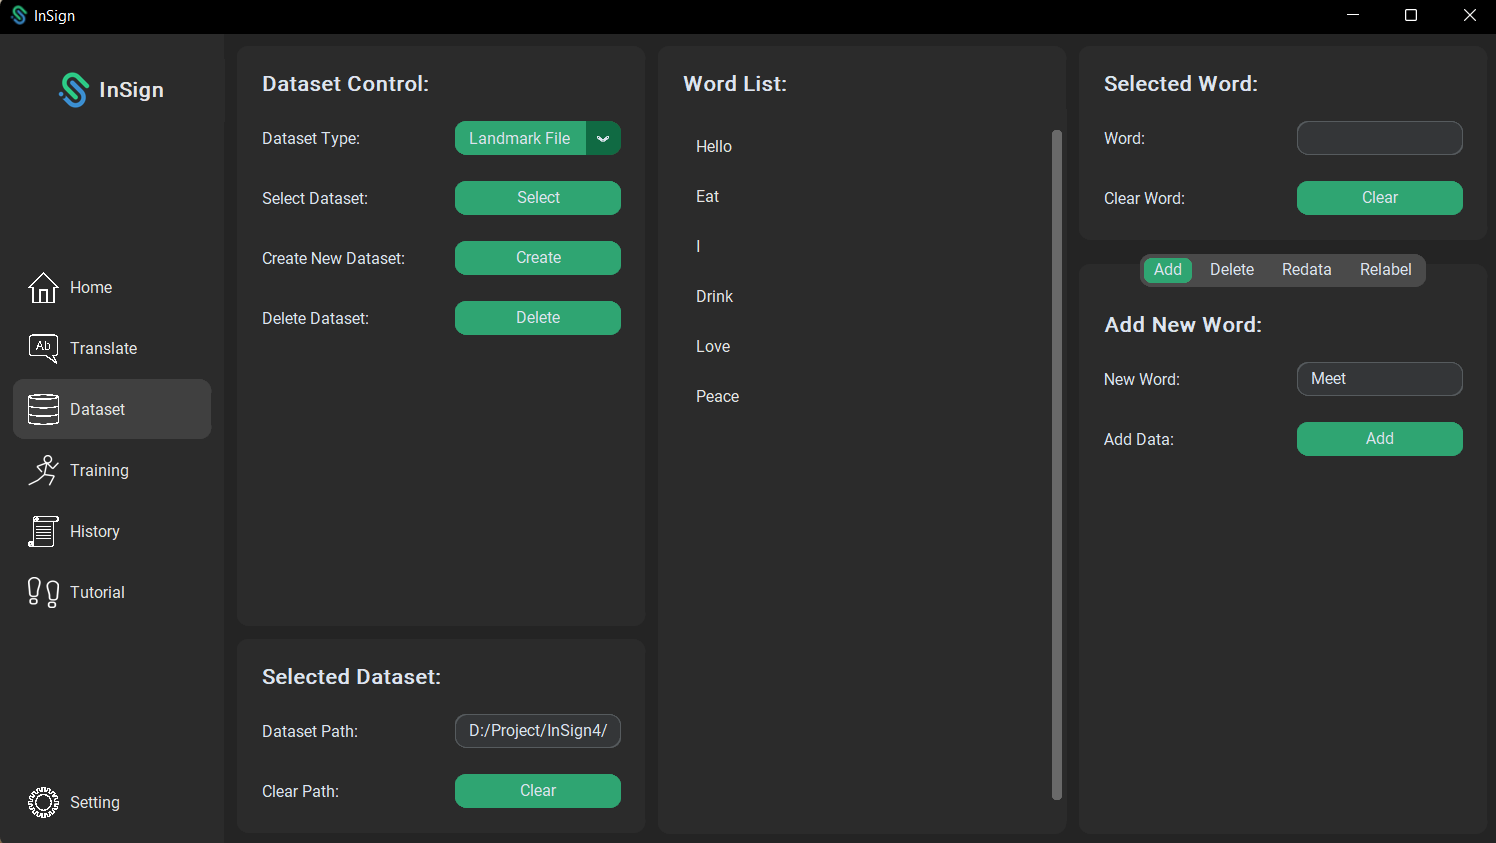 InSign
InSign
Home
Ab
Translate
Dataset
Training
History
Tutorial
Setting
Dataset Control:
Dataset Type: Landmark File
Select Dataset: Select
Create New Dataset: Create
Delete Dataset: Delete
Selected Dataset:
Dataset Path: D:/Project/InSign4/
Clear Path: Clear
Word List:
Hello
Eat
I
Drink
Love
Peace
Selected Word:
Word:
Clear Word: Clear
Add Delete Redata Relabel
Add New Word:
New Word: Meet
Add Data: Add